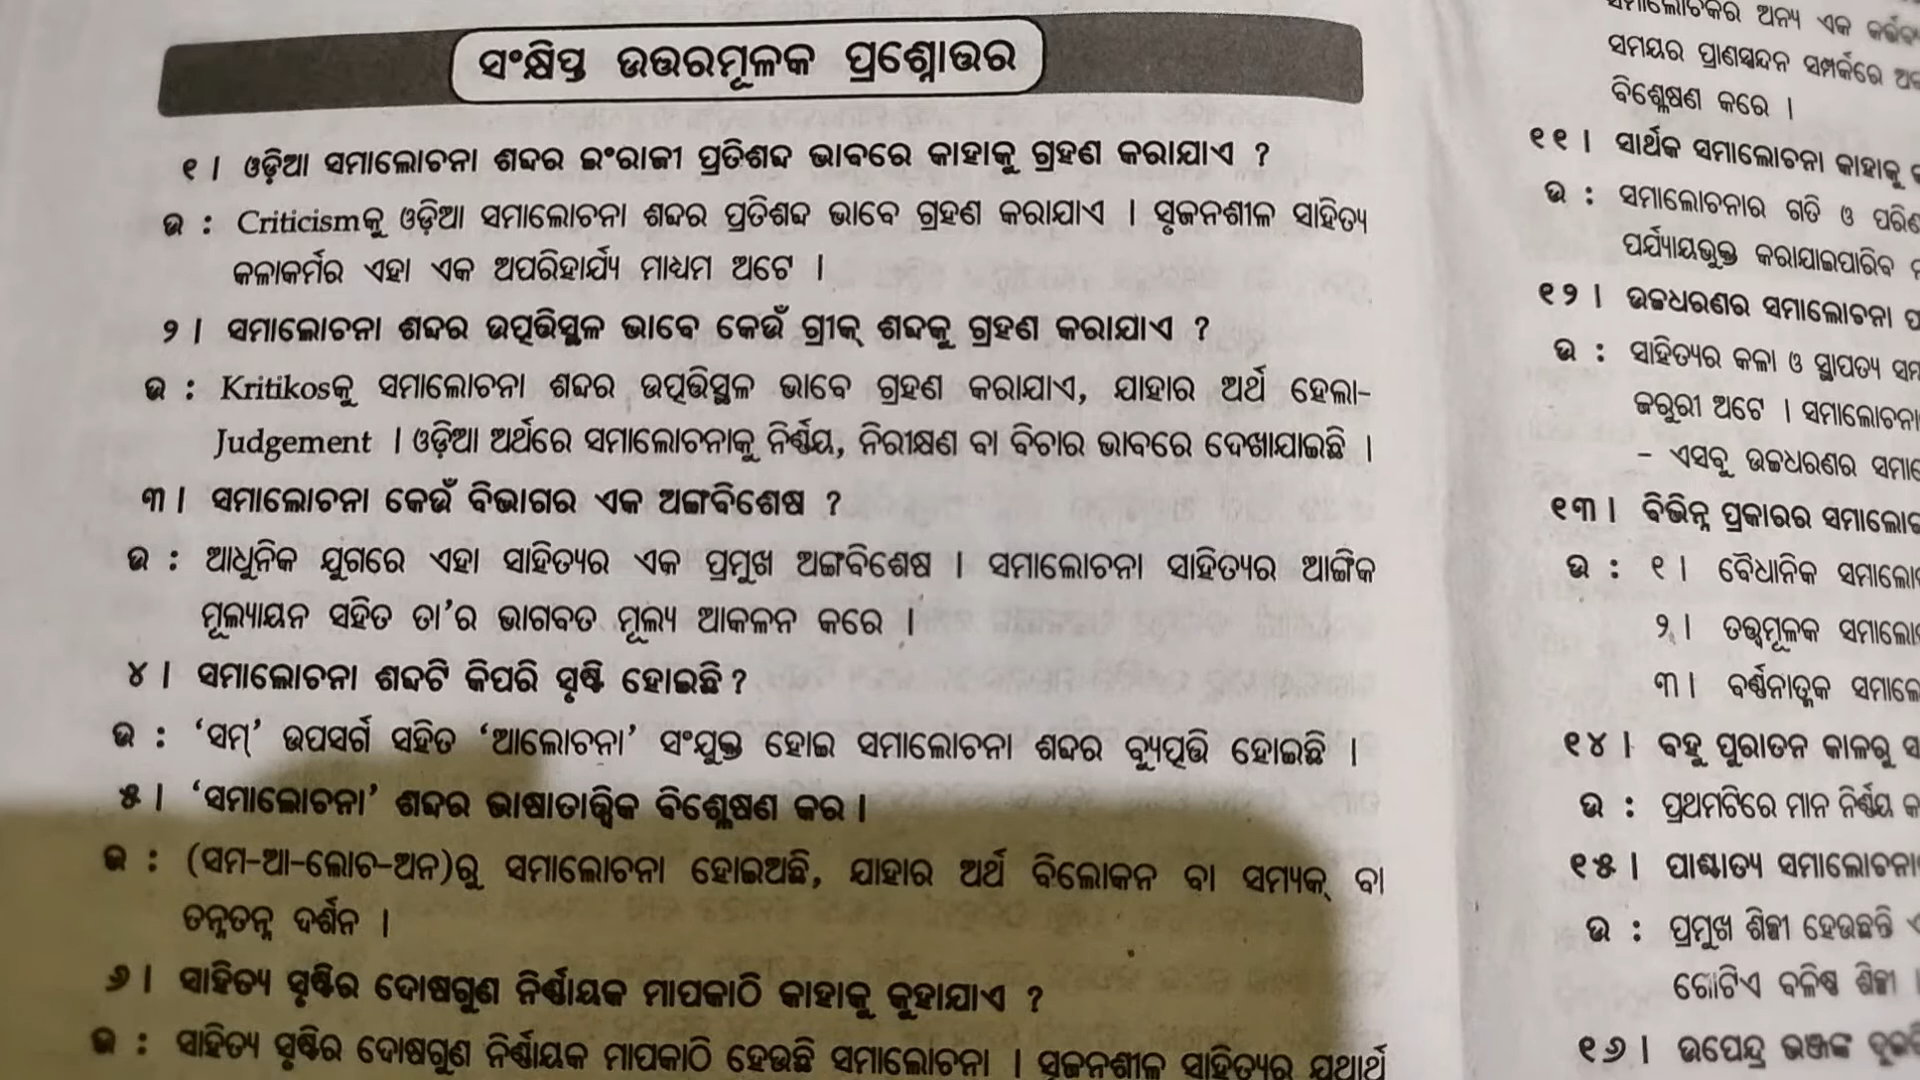 ସଂକ୍ଷିପ୍ତ ଉତ୍ତରମୂଳକ ପ୍ରଶ୍ନୋତ୍ତର
୧ । ଓଡ଼ିଆ ସମାଲୋଚନା ଶବ୍ଦର ଇଂରାଜୀ ପ୍ରତିଶବ୍ଦ ଭାବରେ କାହାକୁ ଗ୍ରହଣ କରାଯାଏ ?
ଉ : Criticismକୁ ଓଡ଼ିଆ ସମାଲୋଚନା ଶବ୍ଦର ପ୍ରତିଶବ୍ଦ ଭାବେ ଗ୍ରହଣ କରାଯାଏ । ସୃଜନଶୀଳ ସାହିତ୍ୟ
କଳାକର୍ମର ଏହା ଏକ ଅପରିହାର୍ଯ୍ୟ ମାଧ୍ୟମ ଅଟେ ।
୨ । ସମାଲୋଚନା ଶବ୍ଦର ଉତ୍ପତ୍ତିସ୍ଥଳ ଭାବେ କେଉଁ ଗ୍ରୀକ୍ ଶବ୍ଦକୁ ଗ୍ରହଣ କରାଯାଏ ?
ଉ : Kritikosକୁ ସମାଲୋଚନା ଶବ୍ଦର ଉତ୍ପତ୍ତିସ୍ଥଳ ଭାବେ ଗ୍ରହଣ କରାଯାଏ, ଯାହାର ଅର୍ଥ ହେଲା-
Judgement । ଓଡ଼ିଆ ଅର୍ଥରେ ସମାଲୋଚନାକୁ ନିର୍ଣ୍ଣୟ, ନିରୀକ୍ଷଣ ବା ବିଚାର ଭାବରେ ଦେଖାଯାଇଛି ।
୩ । ସମାଲୋଚନା କେଉଁ ବିଭାଗର ଏକ ଅଙ୍ଗବିଶେଷ ?
ଉ : ଆଧୁନିକ ଯୁଗରେ ଏହା ସାହିତ୍ୟର ଏକ ପ୍ରମୁଖ ଅଙ୍ଗବିଶେଷ । ସମାଲୋଚନା ସାହିତ୍ୟର ଆଙ୍ଗିକ
ମୂଲ୍ୟାୟନ ସହିତ ତା'ର ଭାଗବତ ମୂଲ୍ୟ ଆକଳନ କରେ ।
୪ । ସମାଲୋଚନା ଶବ୍ଦଟି କିପରି ସୃଷ୍ଟି ହୋଇଛି ?
ଉ : 'ସମ୍' ଉପସର୍ଗ ସହିତ 'ଆଲୋଚନା' ସଂଯୁକ୍ତ ହୋଇ ସମାଲୋଚନା ଶବ୍ଦର ବ୍ୟୁତ୍ପତ୍ତି ହୋଇଛି ।
୫ । 'ସମାଲୋଚନା' ଶବ୍ଦର ଭାଷାତାତ୍ତ୍ୱିକ ବିଶ୍ଳେଷଣ କର ।
ଉ : (ସମ-ଆ-ଲୋଚ-ଅନ)ରୁ ସମାଲୋଚନା ହୋଇଅଛି, ଯାହାର ଅର୍ଥ ବିଲୋକନ ବା ସମ୍ୟକ୍ ବା
ତନ୍ନତନ୍ନ ଦର୍ଶନ ।
୬ । ସାହିତ୍ୟ ସୃଷ୍ଟିର ଦୋଷଗୁଣ ନିର୍ଣ୍ଣାୟକ ମାପକାଠି କାହାକୁ କୁହାଯାଏ ?
ଉ : ସାହିତ୍ୟ ସୃଷ୍ଟିର ଦୋଷଗୁଣ ନିର୍ଣ୍ଣାୟକ ମାପକାଠି ହେଉଛି ସମାଲୋଚନା । ସୃଜନଶୀଳ ସାହିତ୍ୟର ଯଥାର୍ଥ
ସମାଲୋଚକର ଅନ୍ୟ ଏକ
ସମୟର ପ୍ରାଣସ୍ପନ୍ଦନ ସମ୍ପର୍କରେ
ବିଶ୍ଳେଷଣ କରେ ।
୧୧ । ସାର୍ଥକ ସମାଲୋଚନା କାହାକୁ
ଉ : ସମାଲୋଚନାର ଗତି ଓ
ପର୍ଯ୍ୟାୟଭୁକ୍ତ କରାଯାଇପାରିବ
୧୨ । ଉଚ୍ଚଧରଣର ସମାଲୋଚନା
ଉ : ସାହିତ୍ୟର କଳା ଓ ସ୍ଥାପତ୍ୟ
ଜରୁରୀ ଅଟେ ।
- ଏସବୁ ଉଚ୍ଚଧରଣର
୧୩ । ବିଭିନ୍ନ ପ୍ରକାରର
ଉ : ୧ । ବୈଧାନିକ
୨ । ତତ୍ତ୍ୱମୂଳକ
୩ । ବର୍ଣ୍ଣନାତ୍ମକ
୧୪ । ବହୁ ପୁରାତନ କାଳରୁ
ଉ : ପ୍ରଥମଟିରେ ମାନ ନିର୍ଣ୍ଣୟ
୧୫ । ପାଶ୍ଚାତ୍ୟ
ଉ : ପ୍ରମୁଖ ଶିଳ୍ପୀ ହେଉଛନ୍ତି
ଗୋଟିଏ ବଳିଷ୍ଠ ଶିଳ୍ପୀ ।
୧୬ । ଉପେନ୍ଦ୍ର ଭଞ୍ଜଙ୍କ